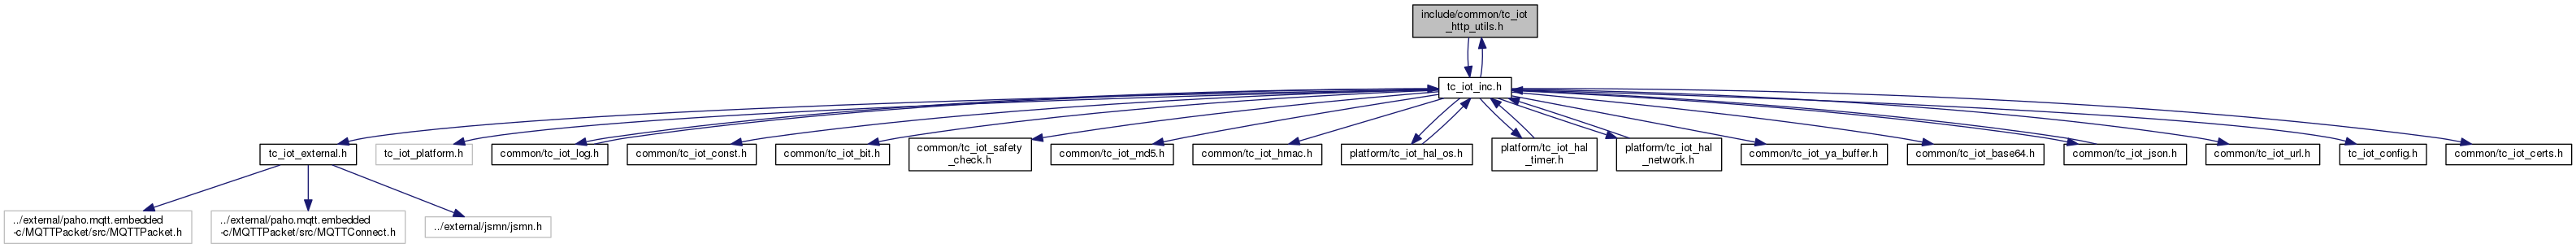 include/common/tc_iot
_http_utils.h
tc_iot_inc.h
tc_iot_external.h
tc_iot_platform.h
common/tc_iot_log.h
common/tc_iot_const.h
common/tc_iot_bit.h
common/tc_iot_safety
_check.h
common/tc_iot_md5.h
common/tc_iot_hmac.h
platform/tc_iot_hal_os.h
platform/tc_iot_hal
_timer.h
platform/tc_iot_hal
_network.h
common/tc_iot_ya_buffer.h
common/tc_iot_base64.h
common/tc_iot_json.h
common/tc_iot_url.h
tc_iot_config.h
common/tc_iot_certs.h
../external/paho.mqtt.embedded
-c/MQTTPacket/src/MQTTPacket.h
../external/paho.mqtt.embedded
-c/MQTTPacket/src/MQTTConnect.h
../external/jsmn/jsmn.h